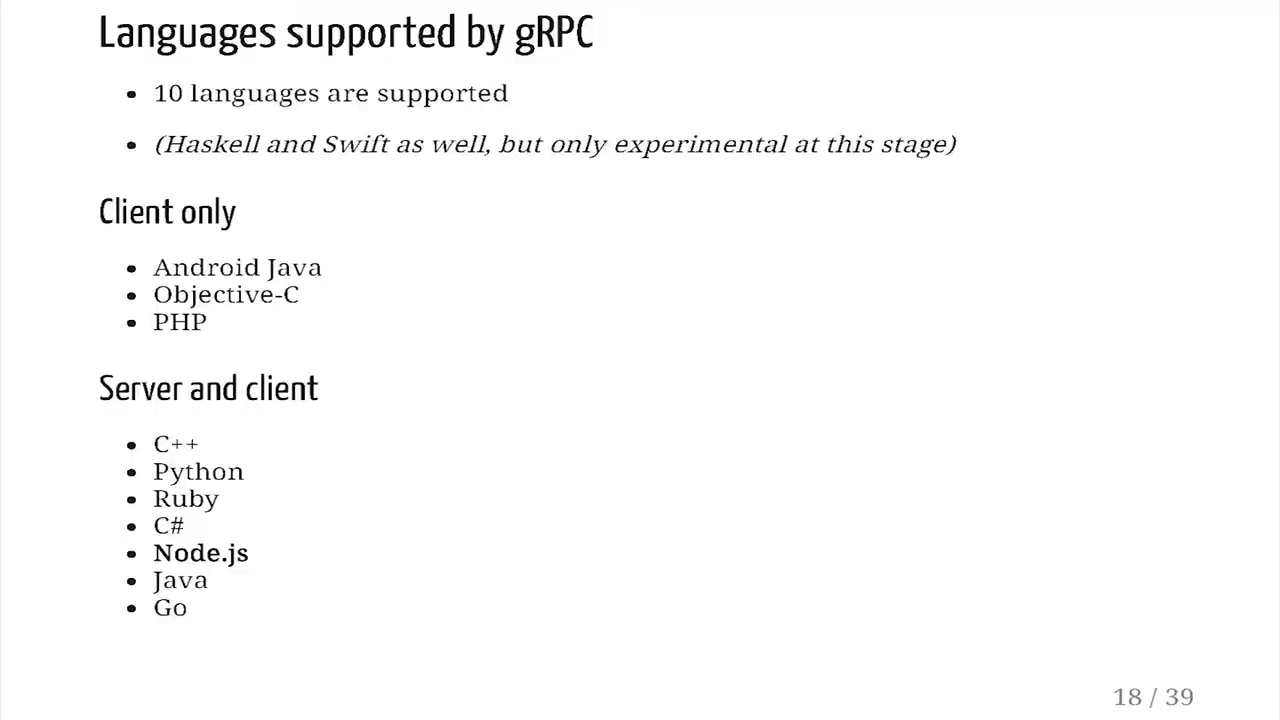 Languages supported by gRPC
• 10 languages are supported
• (Haskell and Swift as well, but only experimental at this stage)
Client only
• Android Java
• Objective-C
• PHP
Server and client
• C++
• Python
• Ruby
• C#
• Node.js
• Java
• Go
18 / 39